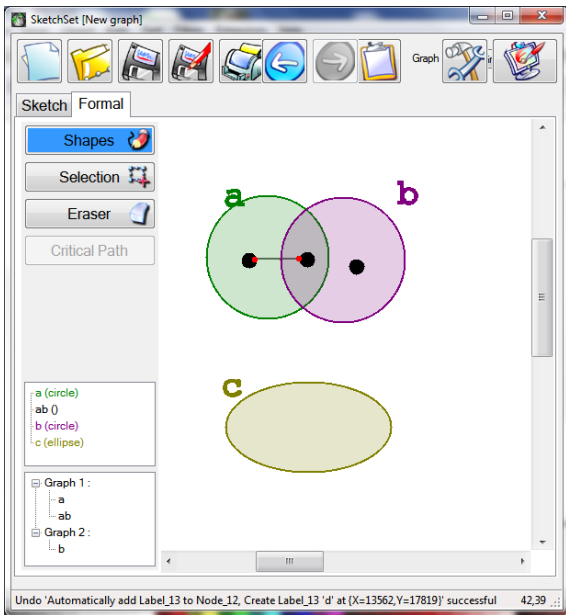 SketchSet [New graph]
Graph
Sketch Formal
Shapes
Selection
Eraser
Critical Path
a
b
c
a (circle)
ab ()
b (circle)
c (ellipse)
Graph 1 :
a
ab
Graph 2 :
b
Undo 'Automatically add Label_13 to Node_12, Create Label_13 'd' at {X=13562,Y=17819}' successful 42,39